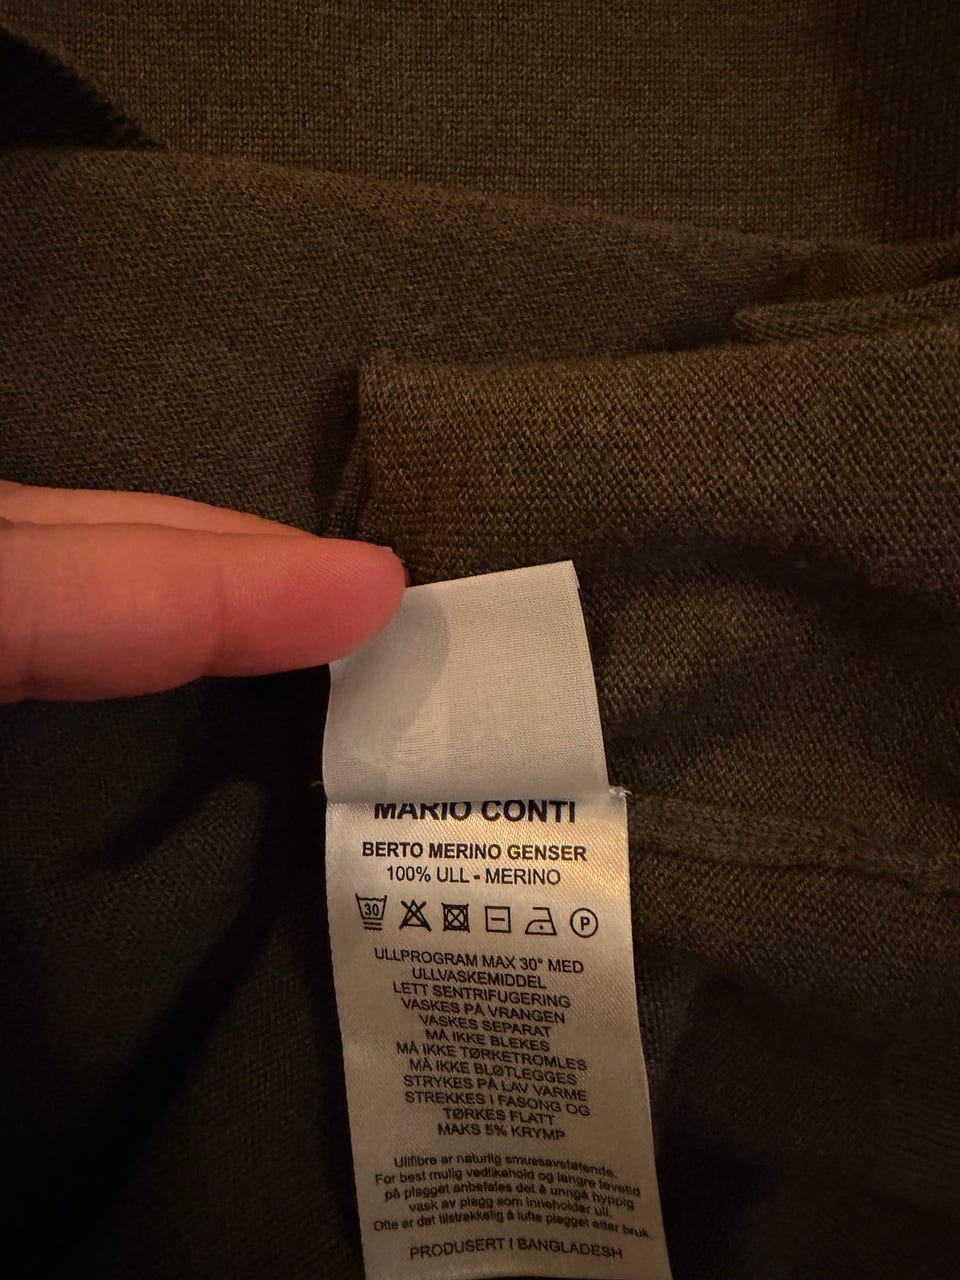 MARIO CONTI
BERTO MERINO GENSER
100% ULL - MERINO
30 P
ULLPROGRAM MAX 30° MED
ULLVASKEMIDDEL
LETT SENTRIFUGERING
VASKES PÅ VRANGEN
VASKES SEPARAT
MÅ IKKE BLEKES
MÅ IKKE TØRKETROMLES
MÅ IKKE BLØTLEGGES
STRYKES PÅ LAV VARME
STREKKES I FASONG OG
TØRKES FLATT
MAKS 5% KRYMP
Ullfibre er naturlig smussavstøtende.
For best mulig vedlikehold og lengre levetid
på plagget anbefales det å unngå hyppig
vask av plagg som inneholder ull.
Ofte er det tilstrekkelig å lufte plagget etter bruk.
PRODUSERT I BANGLADESH